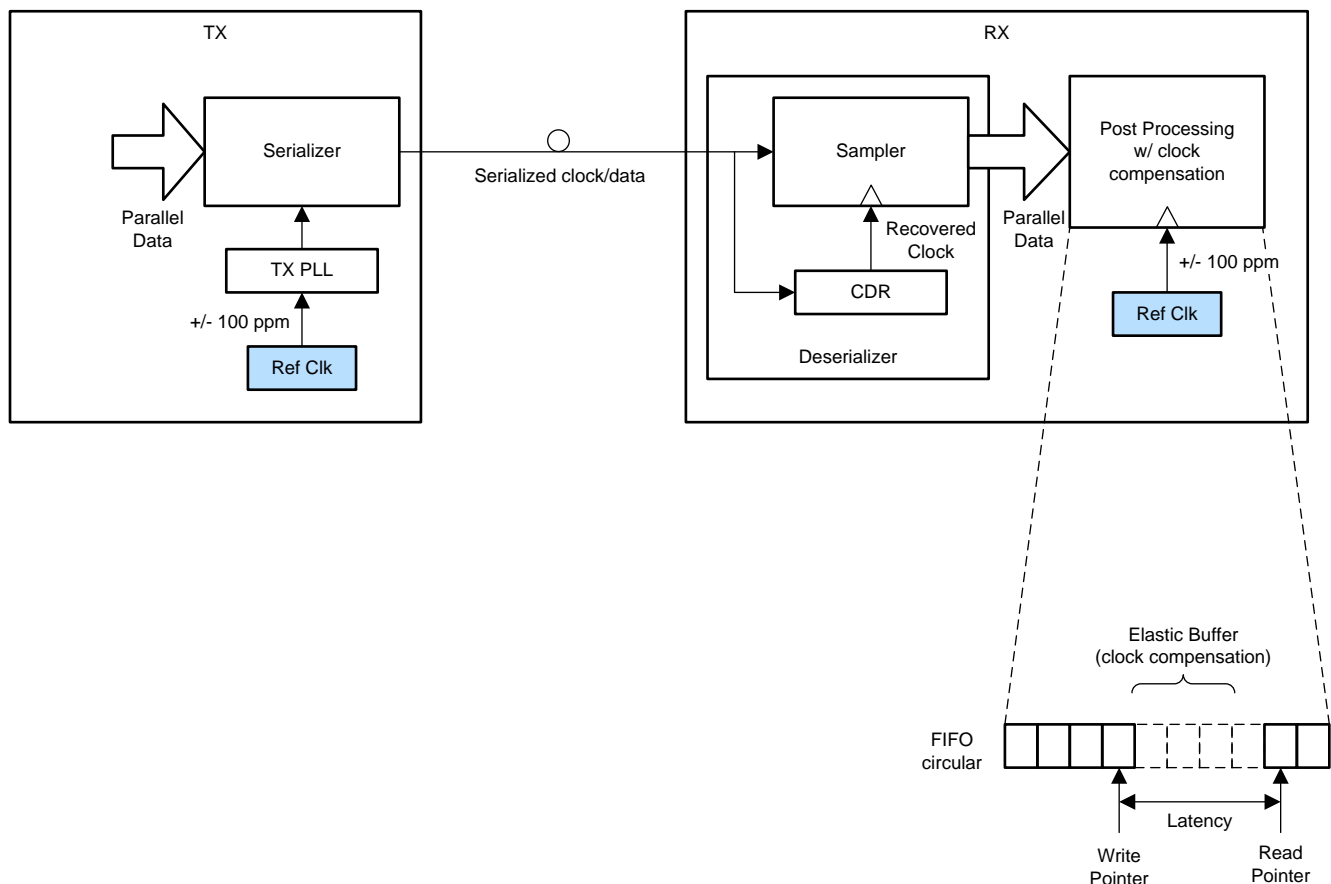 TX
Serializer
Parallel
Data
TX PLL
+/- 100 ppm
Ref Clk
Serialized clock/data
RX
Sampler
Recovered
Clock
CDR
Deserializer
Parallel
Data
Post Processing
w/ clock
compensation
+/- 100 ppm
Ref Clk
Elastic Buffer
(clock compensation)
FIFO
circular
Latency
Write
Pointer
Read
Pointer